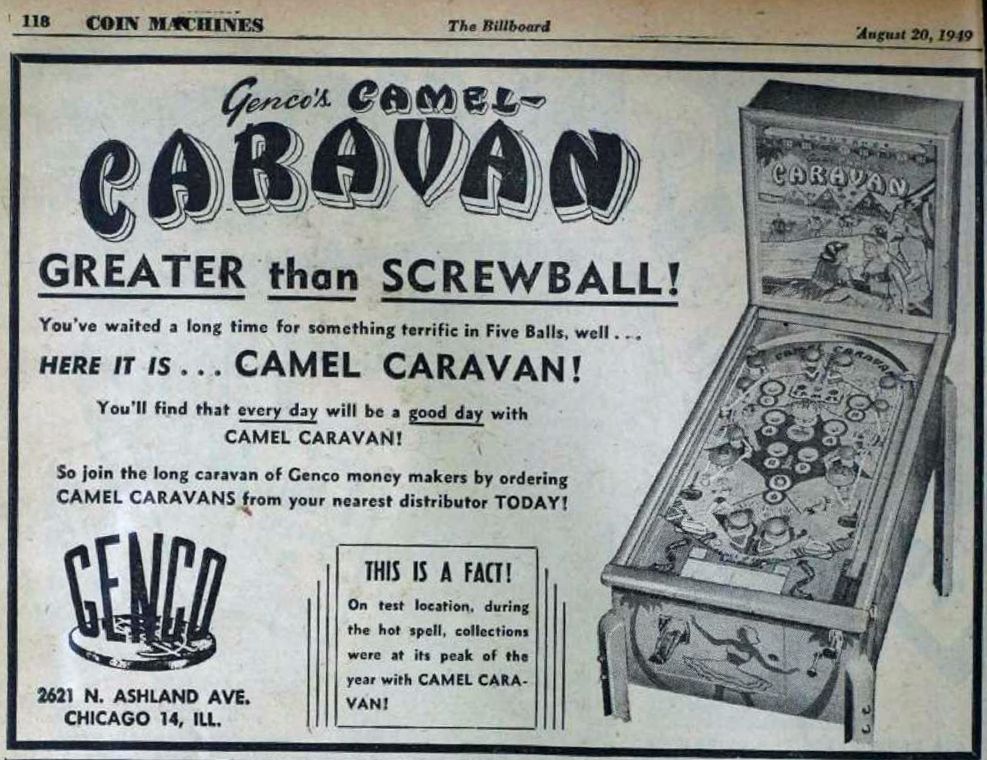 118 COIN MACHINES The Billboard August 20, 1949
Genco's CAMEL-
CARAVAN
GREATER than SCREWBALL!
You've waited a long time for something terrific in Five Balls, well ...
HERE IT IS ... CAMEL CARAVAN!
You'll find that every day will be a good day with
CAMEL CARAVAN!
So join the long caravan of Genco money makers by ordering
CAMEL CARAVANS from your nearest distributor TODAY!
GENCO
2621 N. ASHLAND AVE.
CHICAGO 14, ILL.
THIS IS A FACT!
On test location, during
the hot spell, collections
were at its peak of the
year with CAMEL CARA-
VAN!
CARAVAN
CAMEL CARAVAN